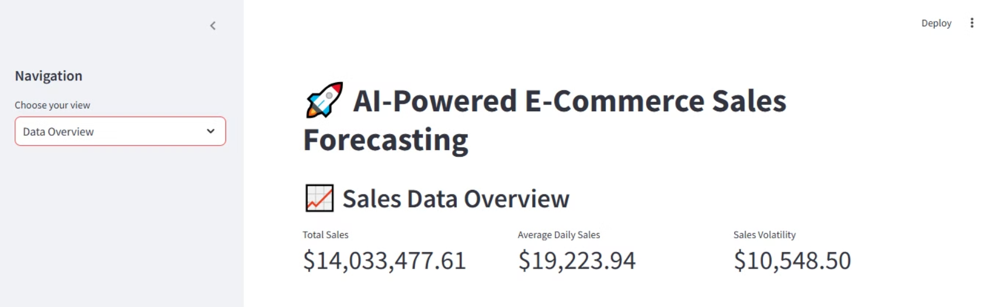 Deploy
Navigation
Choose your view
Data Overview
🚀 AI-Powered E-Commerce Sales
Forecasting
📈 Sales Data Overview
Total Sales
$14,033,477.61
Average Daily Sales
$19,223.94
Sales Volatility
$10,548.50